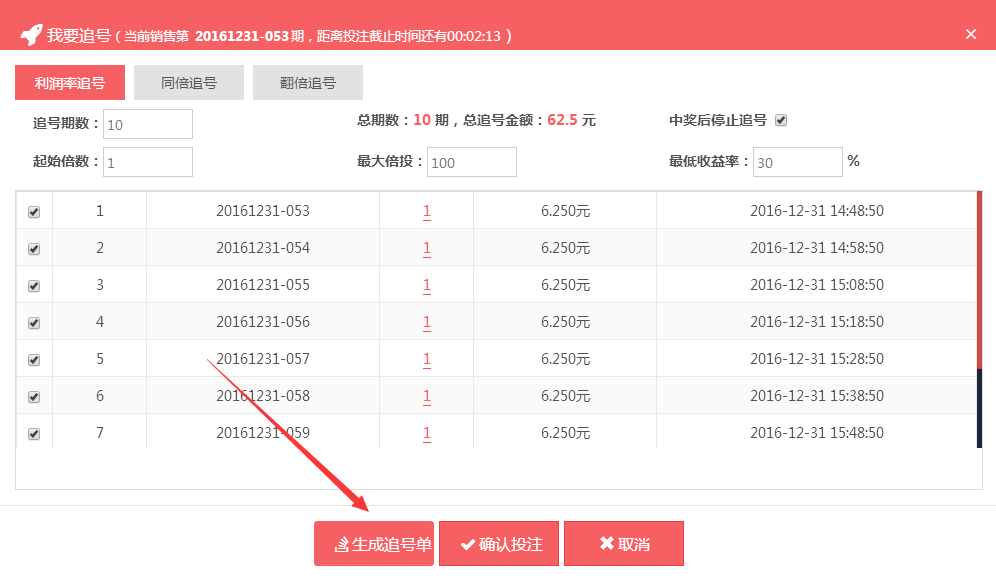 我要追号 ( 当前销售第 20161231-053 期，距离投注截止时间还有00:02:13 )
利润率追号 同倍追号 翻倍追号
追号期数： 10 总期数：10 期，总追号金额：62.5 元 中奖后停止追号
起始倍数： 1 最大倍投： 100 最低收益率： 30 %
1 20161231-053 1 6.250元 2016-12-31 14:48:50
2 20161231-054 1 6.250元 2016-12-31 14:58:50
3 20161231-055 1 6.250元 2016-12-31 15:08:50
4 20161231-056 1 6.250元 2016-12-31 15:18:50
5 20161231-057 1 6.250元 2016-12-31 15:28:50
6 20161231-058 1 6.250元 2016-12-31 15:38:50
7 20161231-059 1 6.250元 2016-12-31 15:48:50
生成追号单 确认投注 取消